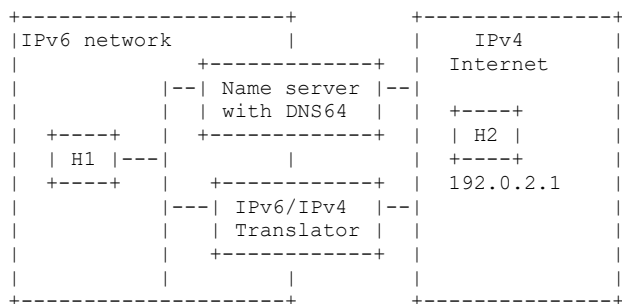 IPv6 network
IPv4
Internet
Name server
with DNS64
H1
H2
192.0.2.1
IPv6/IPv4
Translator